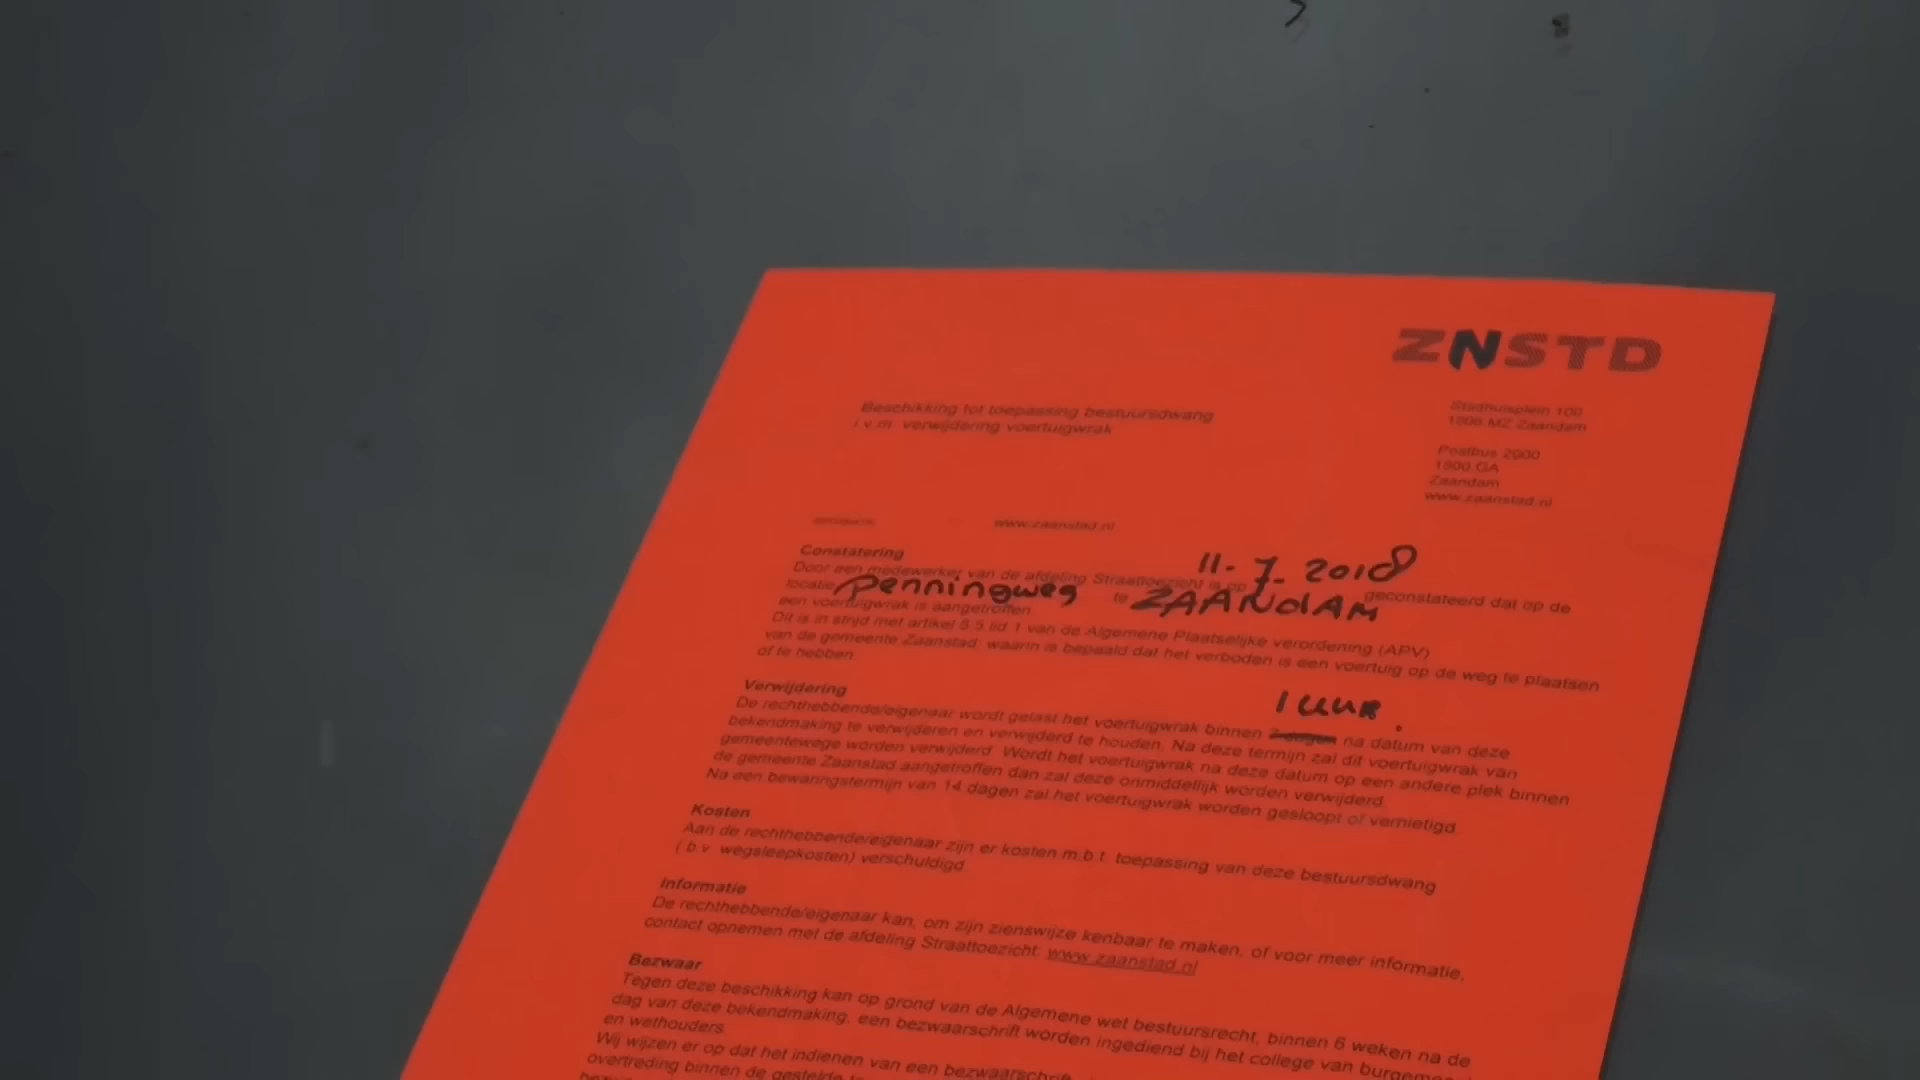 ZNSTD
Beschikking tot toepassing bestuursdwang
i.v.m. verwijdering voertuigwrak
Stadhuisplein 100
1506 MZ Zaandam
Postbus 2000
1500 GA
Zaandam
www.zaanstad.nl
www.zaanstad.nl
Constatering
Door een medewerker van de afdeling Straattoezicht is op 11-7-2018 geconstateerd dat op de
locatie Penningweg te ZAANdAM
een voertuigwrak is aangetroffen.
Dit is in strijd met artikel 5.5 lid 1 van de Algemene Plaatselijke verordening (APV)
van de gemeente Zaanstad, waarin is bepaald dat het verboden is een voertuig op de weg te plaatsen
of te hebben.
Verwijdering
1 uur.
De rechthebbende/eigenaar wordt gelast het voertuigwrak binnen na datum van deze
bekendmaking te verwijderen en verwijderd te houden. Na deze termijn zal dit voertuigwrak van
gemeentewege worden verwijderd. Wordt het voertuigwrak na deze datum op een andere plek binnen
de gemeente Zaanstad aangetroffen dan zal deze onmiddellijk worden verwijderd.
Na een bewaringstermijn van 14 dagen zal het voertuigwrak worden gesloopt of vernietigd.
Kosten
Aan de rechthebbende/eigenaar zijn er kosten m.b.t. toepassing van deze bestuursdwang
(b.v. wegsleepkosten) verschuldigd
Informatie
De rechthebbende/eigenaar kan, om zijn zienswijze kenbaar te maken, of voor meer informatie,
contact opnemen met de afdeling Straattoezicht: www.zaanstad.nl
Bezwaar
Tegen deze beschikking kan op grond van de Algemene wet bestuursrecht, binnen 6 weken na de
dag van deze bekendmaking, een bezwaarschrift worden ingediend bij het college van
en wethouders.
Wij wijzen er op dat het indienen van een bezwaarschrift
overtreding binnen de gestelde